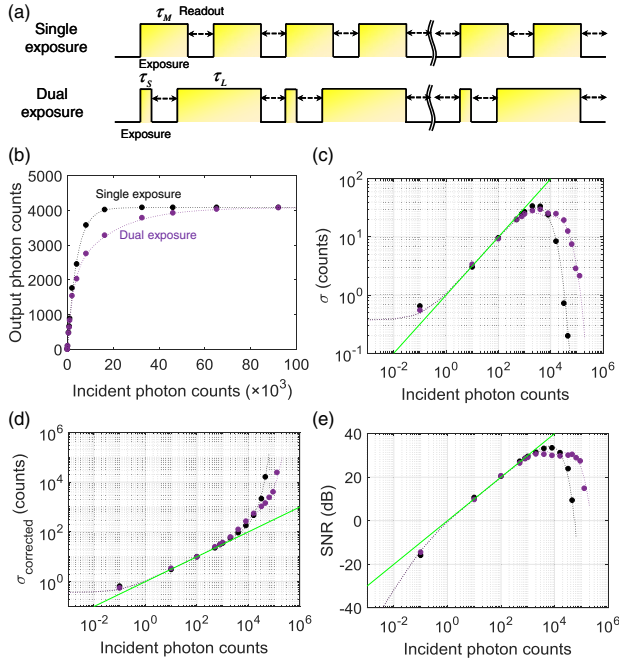 (a)
Single
exposure
τM
Readout
Exposure
Dual
exposure
τS
τL
Exposure
(b)
5000
4000
3000
2000
1000
0
Output photon counts
Single exposure
Dual exposure
0 20 40 60 80 100
Incident photon counts (×10³)
(c)
10²
10¹
10⁰
10⁻¹
σ (counts)
10⁻² 10⁰ 10² 10⁴ 10⁶
Incident photon counts
(d)
10⁶
10⁴
10²
10⁰
σcorrected (counts)
10⁻² 10⁰ 10² 10⁴ 10⁶
Incident photon counts
(e)
40
20
0
-20
-40
SNR (dB)
10⁻² 10⁰ 10² 10⁴ 10⁶
Incident photon counts